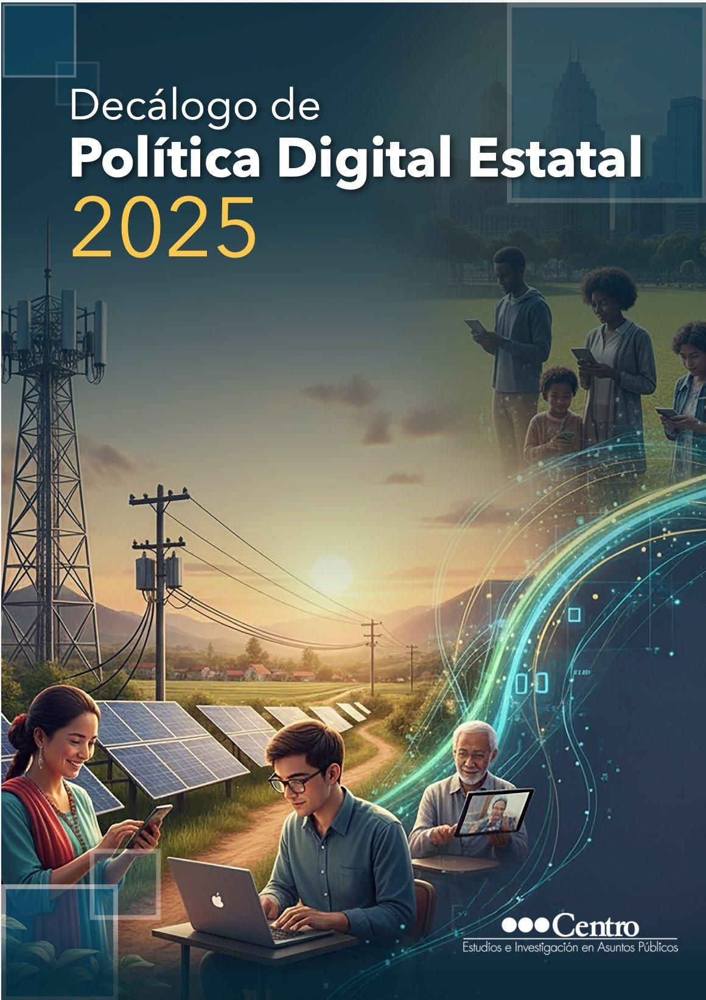 Decálogo de
Política Digital Estatal
2025
Centro
Estudios e Investigación en Asuntos Públicos